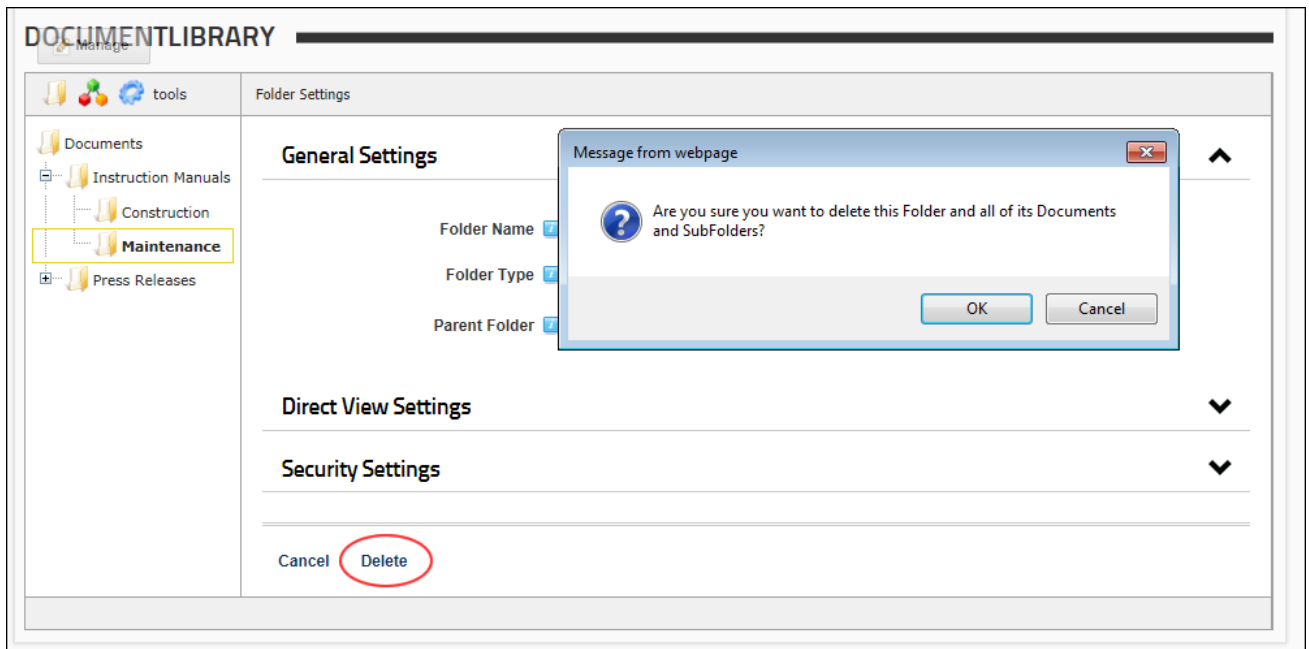 DOCUMENTLIBRARY
Manage
tools
Folder Settings
Documents
Instruction Manuals
Construction
Maintenance
Press Releases
General Settings
Folder Name
Folder Type
Parent Folder
Message from webpage
Are you sure you want to delete this Folder and all of its Documents
and SubFolders?
OK Cancel
Direct View Settings
Security Settings
Cancel Delete